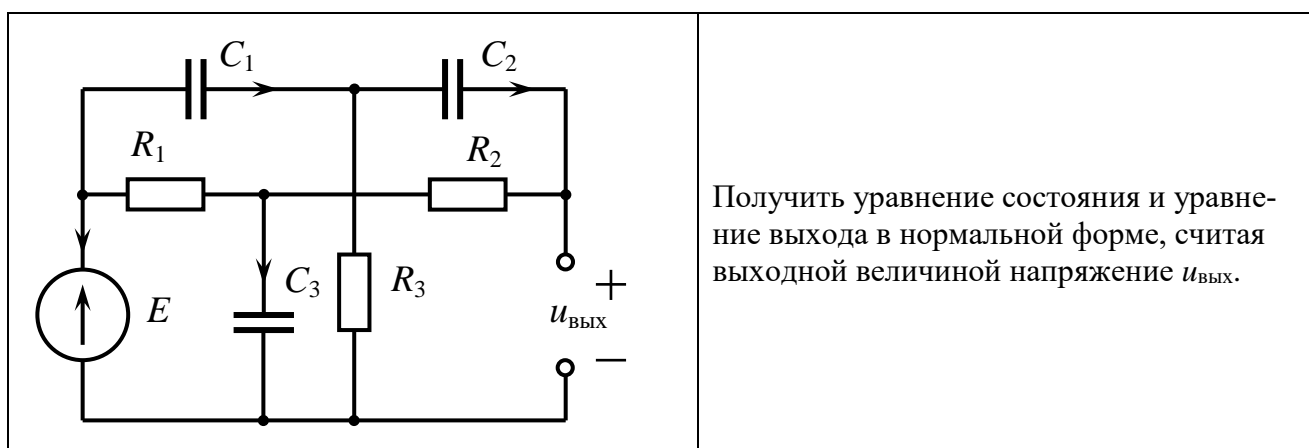 C₁
C₂
R₁
R₂
E
C₃
R₃
+
uвых
−
Получить уравнение состояния и уравне-
ние выхода в нормальной форме, считая
выходной величиной напряжение uвых.